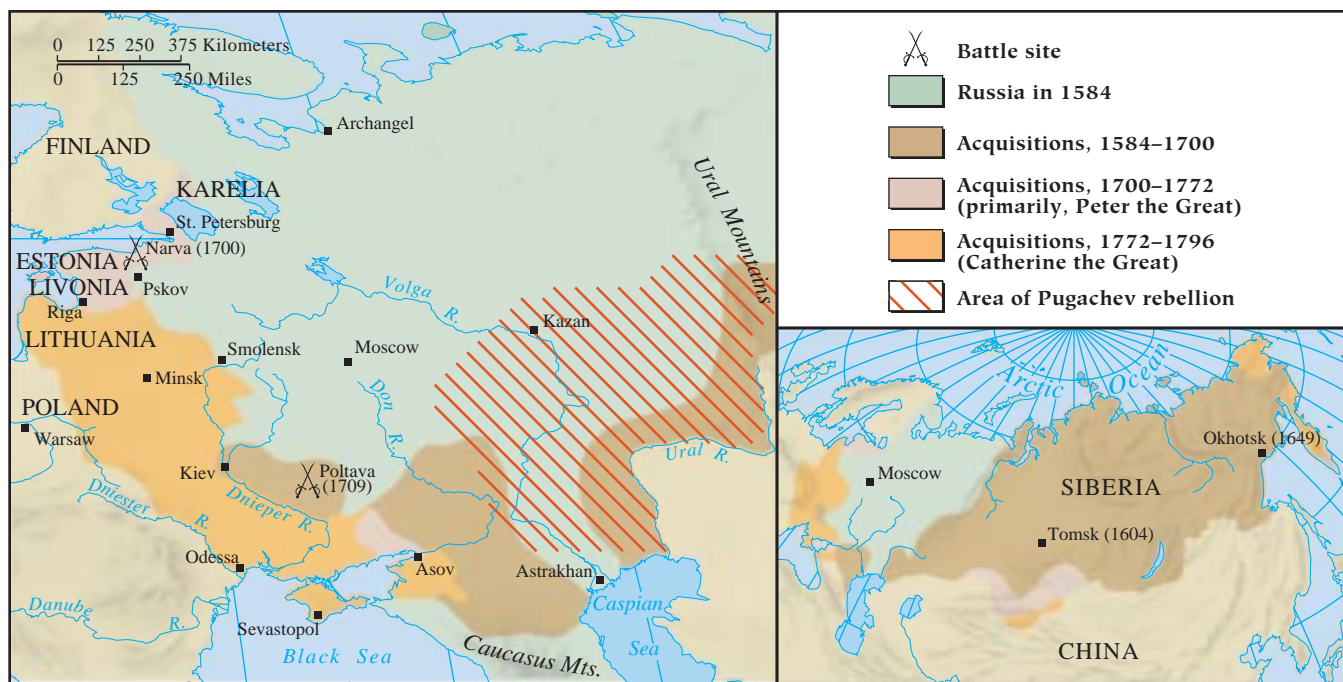 0 125 250 375 Kilometers
0 125 250 Miles
Archangel
FINLAND
KARELIA
St. Petersburg
Narva (1700)
ESTONIA
Pskov
LIVONIA
Riga
LITHUANIA
Ural Mountains
Volga R.
Kazan
Smolensk
Moscow
Minsk
Don R.
POLAND
Warsaw
Kiev
Poltava
(1709)
Ural R.
Dniester R.
Dnieper R.
Odessa
Asov
Astrakhan
Danube R.
Sevastopol
Caspian
Sea
Black Sea
Caucasus Mts.
Battle site
Russia in 1584
Acquisitions, 1584–1700
Acquisitions, 1700–1772
(primarily, Peter the Great)
Acquisitions, 1772–1796
(Catherine the Great)
Area of Pugachev rebellion
Arctic Ocean
Okhotsk (1649)
Moscow
SIBERIA
Tomsk (1604)
CHINA